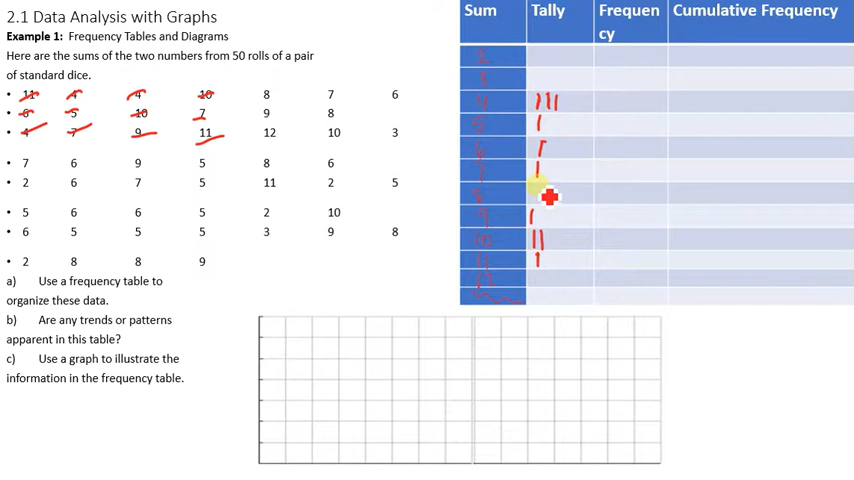 2.1 Data Analysis with Graphs
Example 1: Frequency Tables and Diagrams
Here are the sums of the two numbers from 50 rolls of a pair
of standard dice.
• 11 4 4 10 8 7 6
• 6 5 10 7 9 8
• 4 7 9 11 12 10 3
• 7 6 9 5 8 6
• 2 6 7 5 11 2 5
• 5 6 6 5 2 10
• 6 5 5 5 3 9 8
• 2 8 8 9
a) Use a frequency table to
organize these data.
b) Are any trends or patterns
apparent in this table?
c) Use a graph to illustrate the
information in the frequency table.
Sum Tally Frequen
cy Cumulative Frequency
2
3
4 |||
5 |
6 |
7 |
8
9 |
10 ||
11 |
12